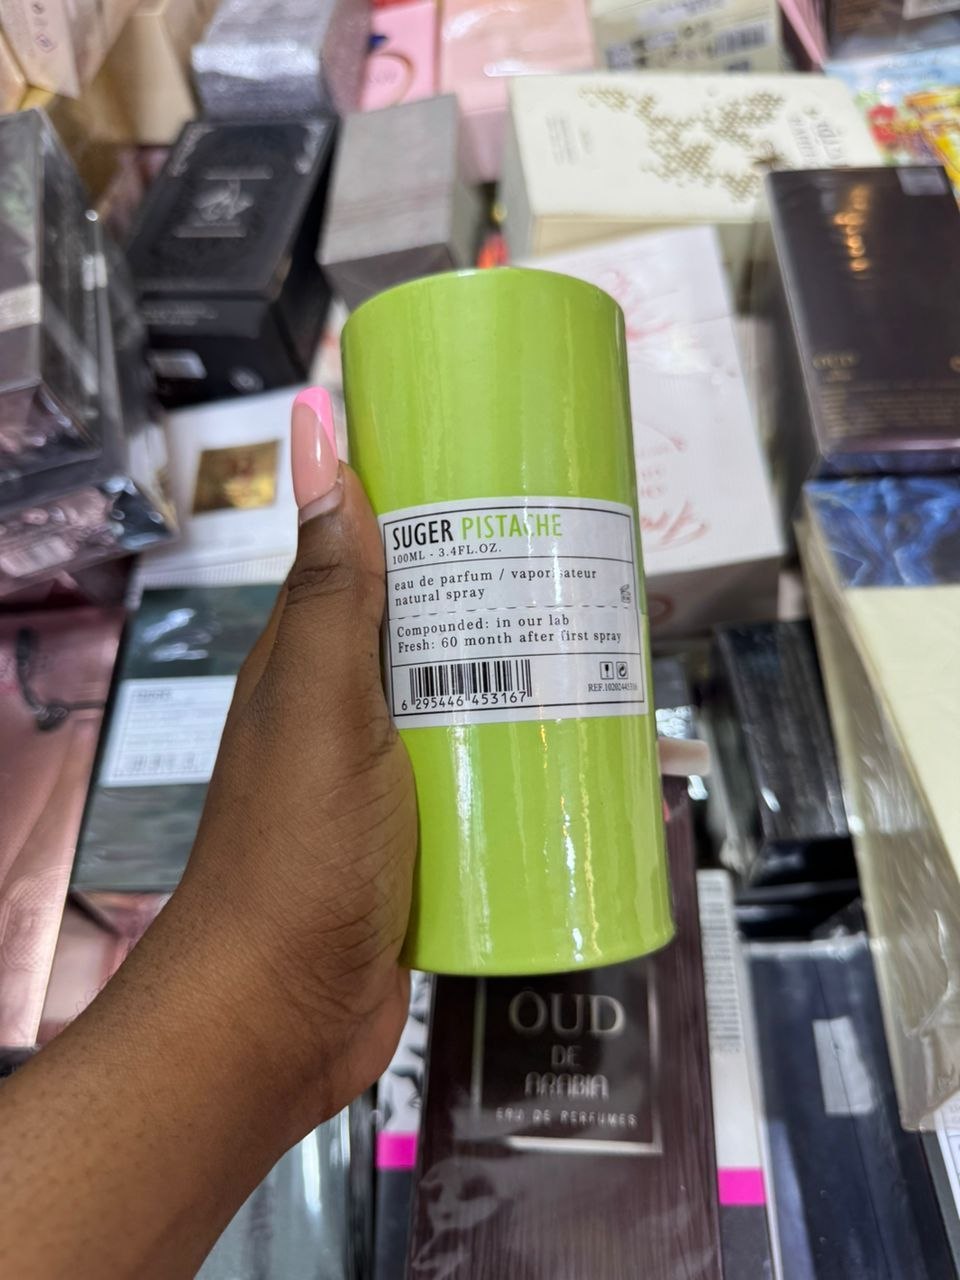 SUGER PISTACHE
100ML - 3.4FL.OZ.
eau de parfum / vaporisateur
natural spray
Compounded: in our lab
Fresh: 60 month after first spray
6 295446 453167
OUD
DE
ARABIA
ERA DE PERFUMES